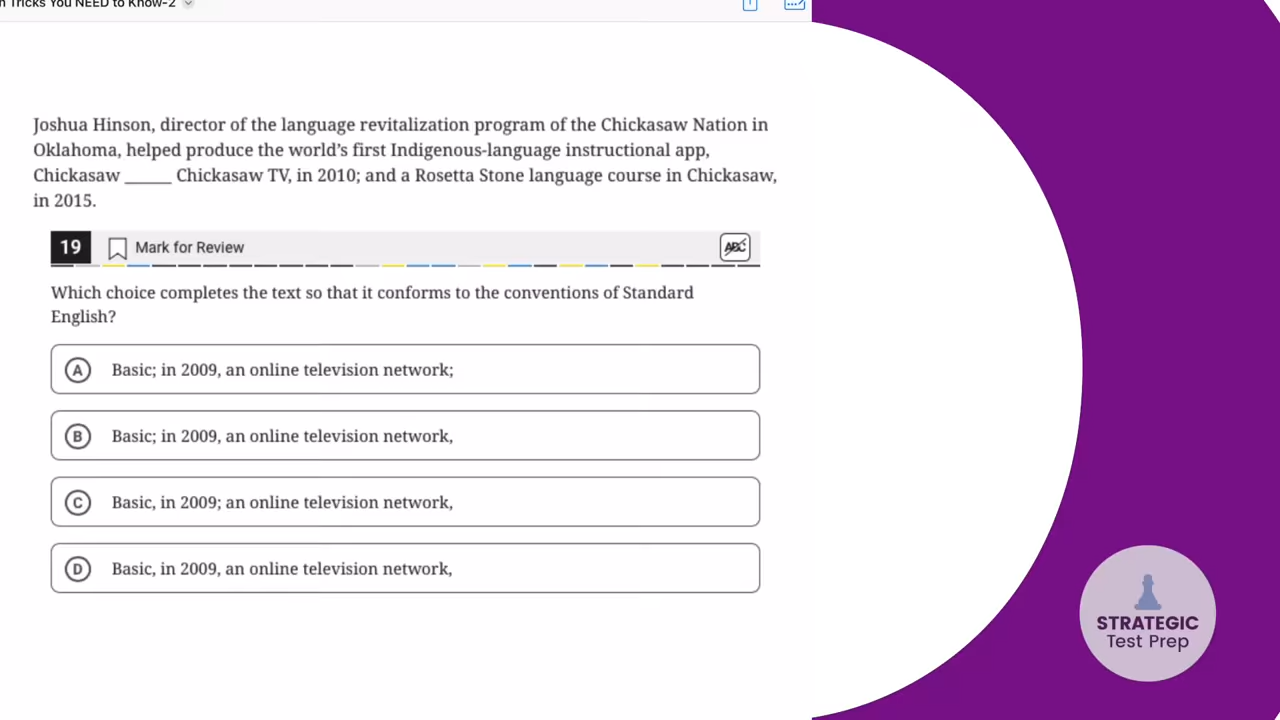 n Tricks You NEED to Know-2
Joshua Hinson, director of the language revitalization program of the Chickasaw Nation in
Oklahoma, helped produce the world’s first Indigenous-language instructional app,
Chickasaw _____ Chickasaw TV, in 2010; and a Rosetta Stone language course in Chickasaw,
in 2015.
19 Mark for Review ABC
Which choice completes the text so that it conforms to the conventions of Standard
English?
A Basic; in 2009, an online television network;
B Basic; in 2009, an online television network,
C Basic, in 2009; an online television network,
D Basic, in 2009, an online television network,
STRATEGIC
Test Prep